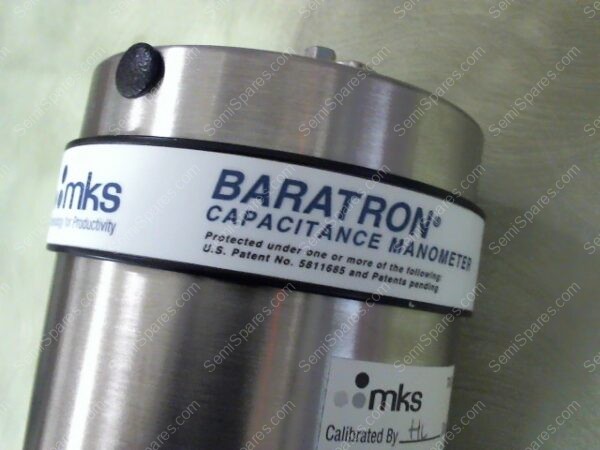 mks
for Productivity
BARATRON®
CAPACITANCE MANOMETER
Protected under one or more of the following:
U.S. Patent No. 5811685 and Patents pending
mks
Calibrated By HL
SemiSpares.com